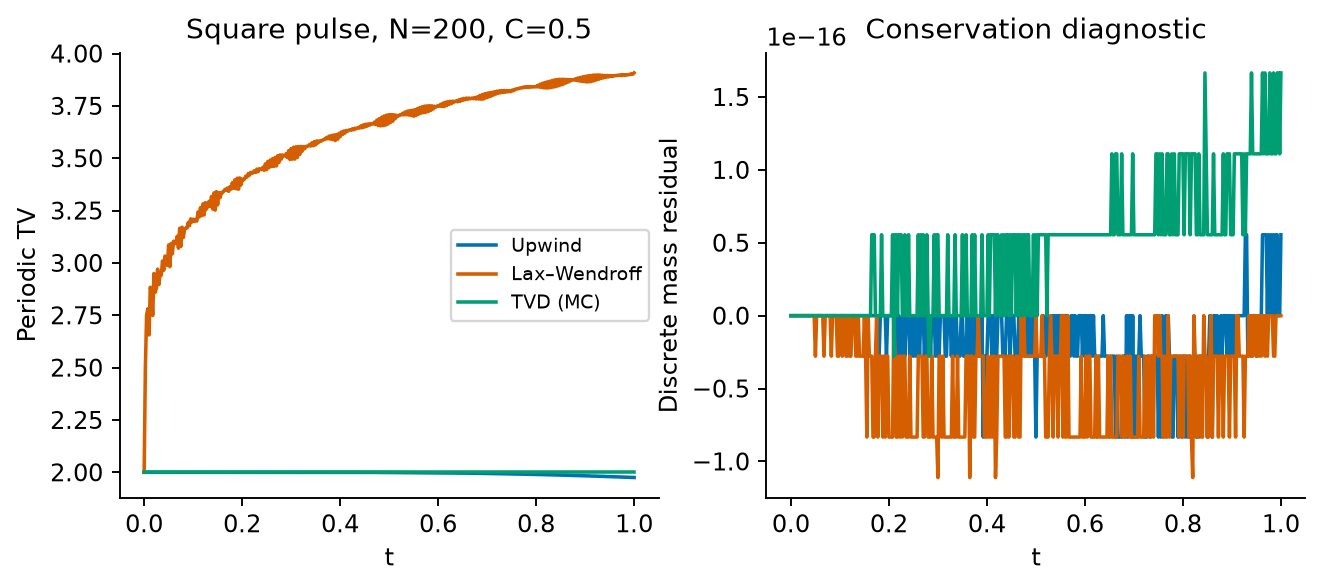 Square pulse, N=200, C=0.5
4.00
3.75
3.50
3.25
3.00
2.75
2.50
2.25
2.00
Periodic TV
0.0 0.2 0.4 0.6 0.8 1.0
t
Upwind
Lax–Wendroff
TVD (MC)
Conservation diagnostic
1e−16
1.5
1.0
0.5
0.0
−0.5
−1.0
Discrete mass residual
0.0 0.2 0.4 0.6 0.8 1.0
t